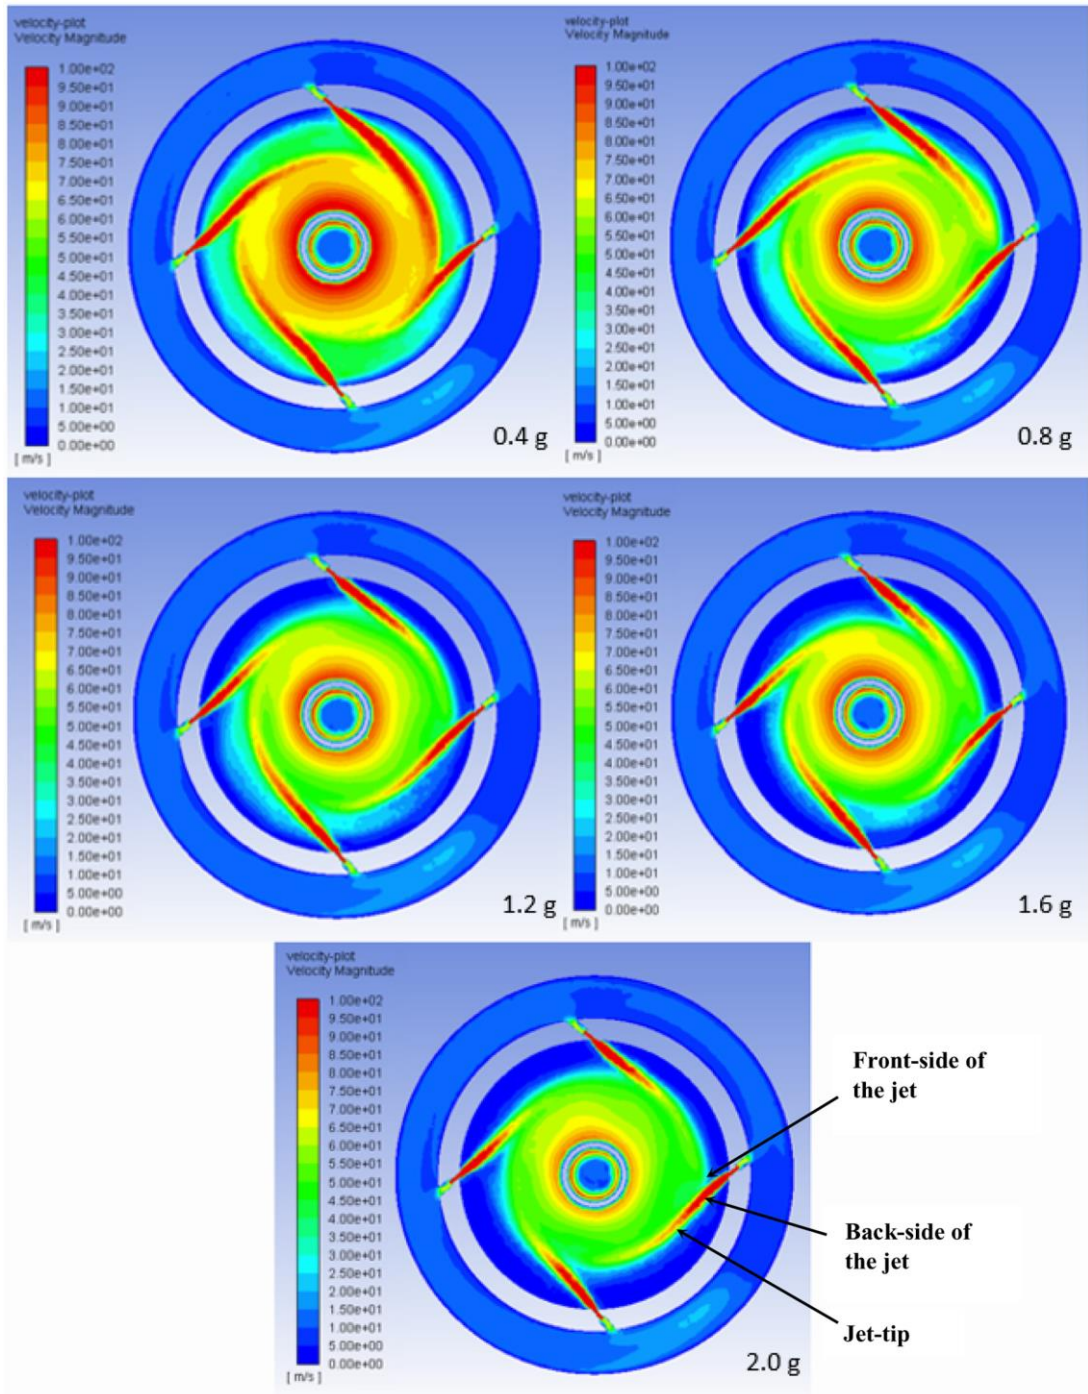 velocity-plot
Velocity Magnitude
1.00e+02
9.50e+01
9.00e+01
8.50e+01
8.00e+01
7.50e+01
7.00e+01
6.50e+01
6.00e+01
5.50e+01
5.00e+01
4.50e+01
4.00e+01
3.50e+01
3.00e+01
2.50e+01
2.00e+01
1.50e+01
1.00e+01
5.00e+00
0.00e+00
[ m/s ]
0.4 g
velocity-plot
Velocity Magnitude
1.00e+02
9.50e+01
9.00e+01
8.50e+01
8.00e+01
7.50e+01
7.00e+01
6.50e+01
6.00e+01
5.50e+01
5.00e+01
4.50e+01
4.00e+01
3.50e+01
3.00e+01
2.50e+01
2.00e+01
1.50e+01
1.00e+01
5.00e+00
0.00e+00
[ m/s ]
0.8 g
velocity-plot
Velocity Magnitude
1.00e+02
9.50e+01
9.00e+01
8.50e+01
8.00e+01
7.50e+01
7.00e+01
6.50e+01
6.00e+01
5.50e+01
5.00e+01
4.50e+01
4.00e+01
3.50e+01
3.00e+01
2.50e+01
2.00e+01
1.50e+01
1.00e+01
5.00e+00
0.00e+00
[ m/s ]
1.2 g
velocity-plot
Velocity Magnitude
1.00e+02
9.50e+01
9.00e+01
8.50e+01
8.00e+01
7.50e+01
7.00e+01
6.50e+01
6.00e+01
5.50e+01
5.00e+01
4.50e+01
4.00e+01
3.50e+01
3.00e+01
2.50e+01
2.00e+01
1.50e+01
1.00e+01
5.00e+00
0.00e+00
[ m/s ]
1.6 g
velocity-plot
Velocity Magnitude
1.00e+02
9.50e+01
9.00e+01
8.50e+01
8.00e+01
7.50e+01
7.00e+01
6.50e+01
6.00e+01
5.50e+01
5.00e+01
4.50e+01
4.00e+01
3.50e+01
3.00e+01
2.50e+01
2.00e+01
1.50e+01
1.00e+01
5.00e+00
0.00e+00
[ m/s ]
2.0 g
Front-side of
the jet
Back-side of
the jet
Jet-tip